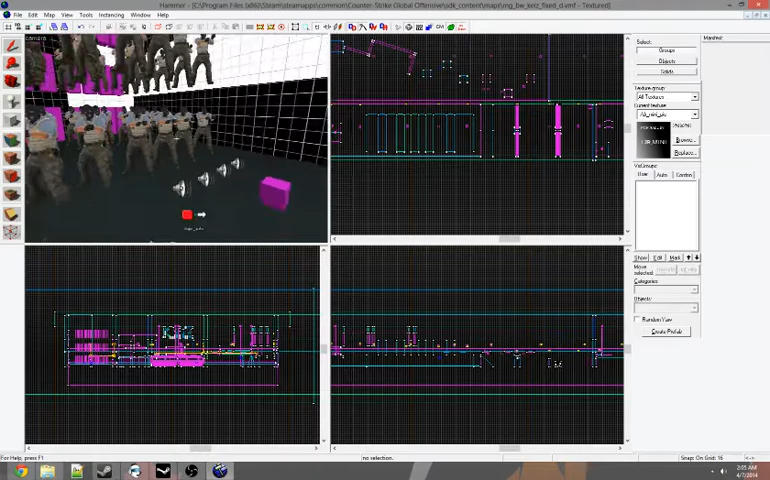 Hammer - [C:\Program Files (x86)\Steam\steamapps\common\Counter-Strike Global Offensive\sdk_content\maps\mg_bw_kerz_fixed_d.vmf - Textured]
File Edit Map View Tools Instancing Window Help
camera
Select:
Groups
Objects
Solids
Manifest
Texture group:
All Textures
Current texture:
Browse...
Replace...
VisGroups:
User Auto
Show Edit Mark
Move
selected:
Categories:
Objects:
Random Yaw
Create Prefab
For Help, press F1
no selection.
Snap: On Grid: 16
2:05 AM
4/7/2014